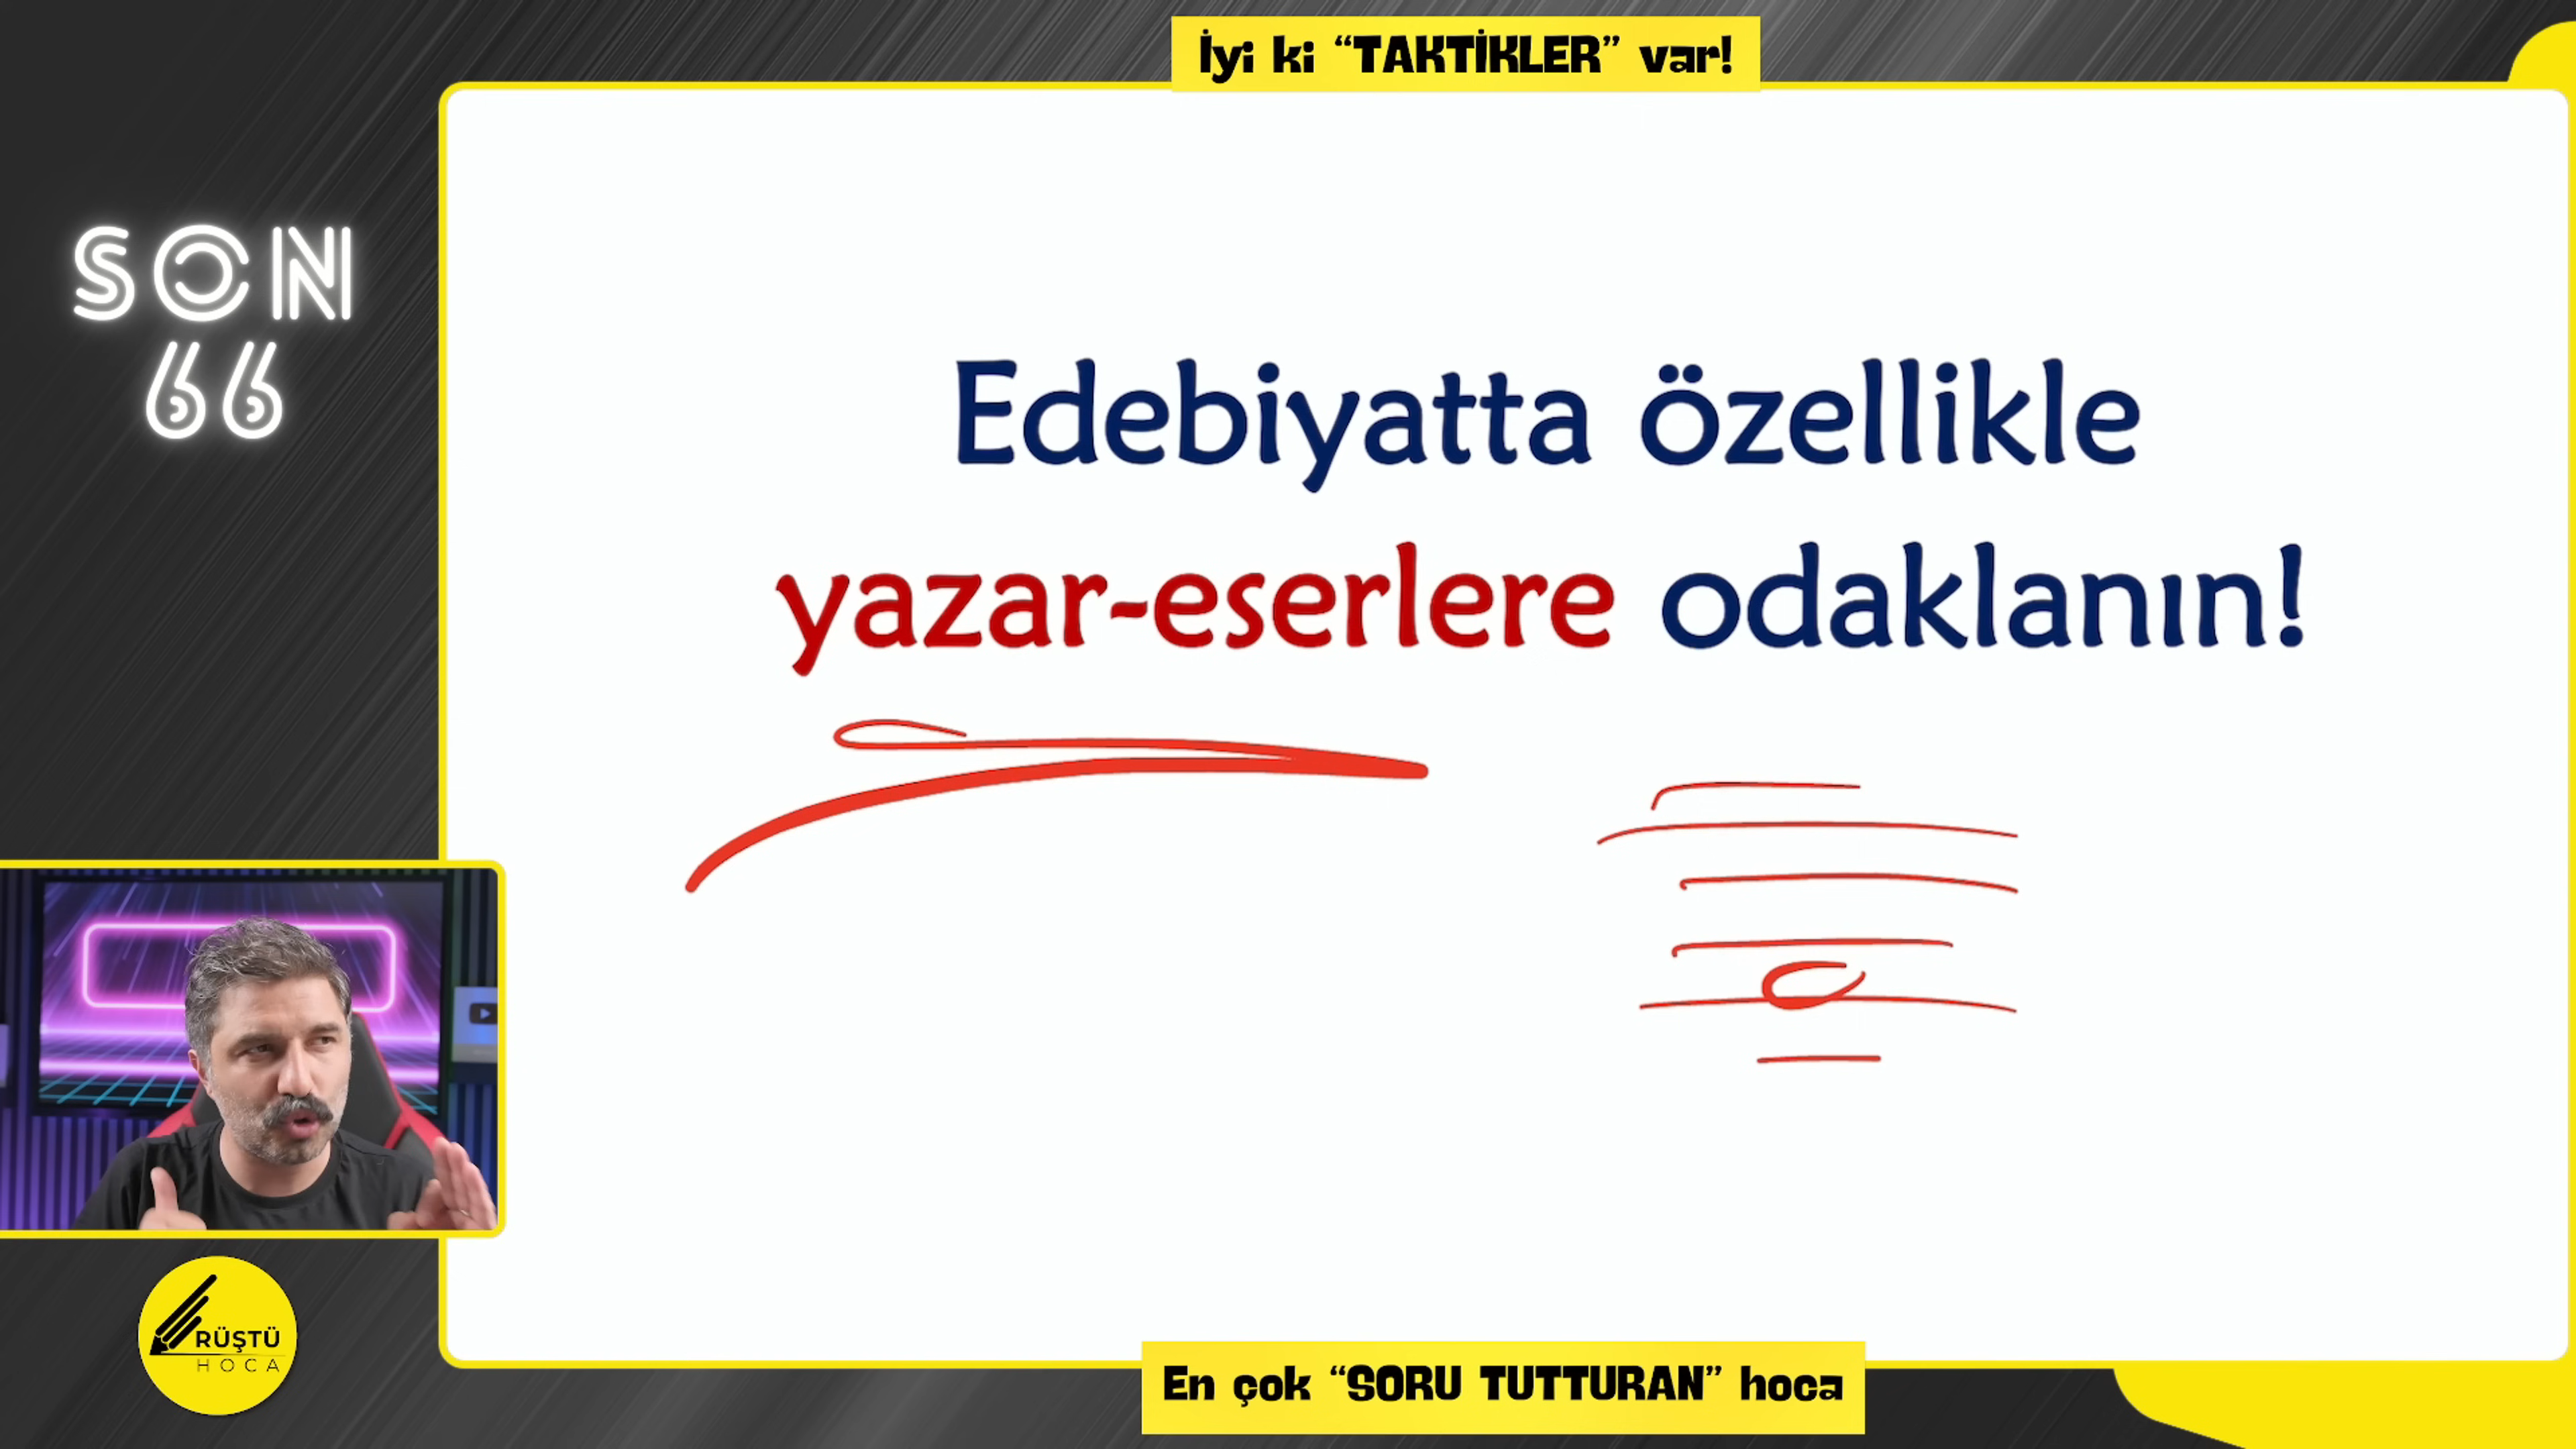 İyi ki “TAKTİKLER” var!
SON
66
Edebiyatta özellikle
yazar-eserlere odaklanın!
RÜŞTÜ
HOCA
En çok “SORU TUTTURAN” hoca